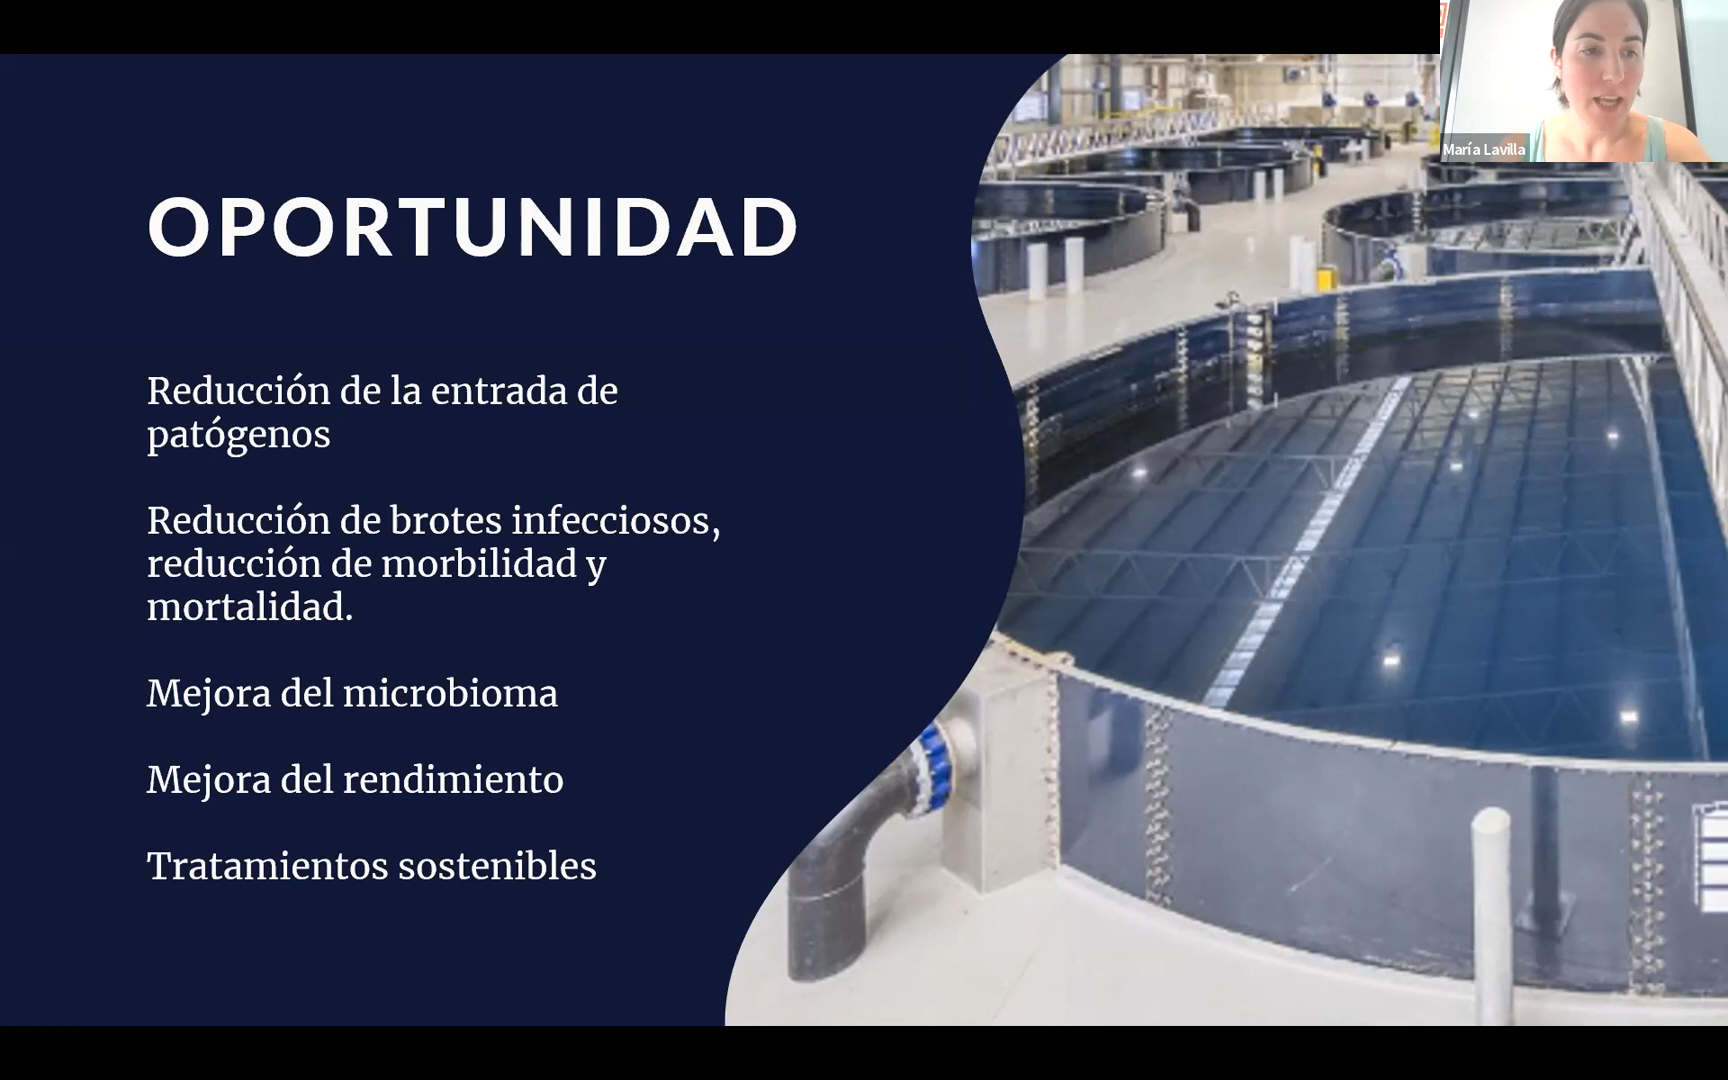 María Lavilla
OPORTUNIDAD
Reducción de la entrada de
patógenos
Reducción de brotes infecciosos,
reducción de morbilidad y
mortalidad.
Mejora del microbioma
Mejora del rendimiento
Tratamientos sostenibles